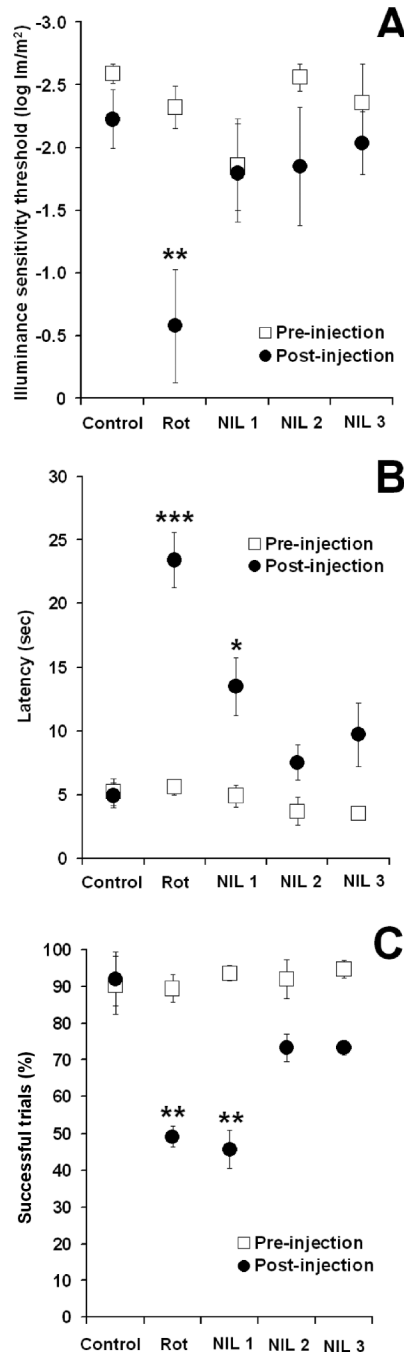 A
Illuminance sensitivity threshold (log lm/m²)
-3.0
-2.5
-2.0
-1.5
-1.0
-0.5
0
**
Pre-injection
Post-injection
Control Rot NIL 1 NIL 2 NIL 3
B
Latency (sec)
30
25
20
15
10
5
0
***
*
Pre-injection
Post-injection
Control Rot NIL 1 NIL 2 NIL 3
C
Successful trials (%)
100
90
80
70
60
50
40
30
20
10
0
** **
Pre-injection
Post-injection
Control Rot NIL 1 NIL 2 NIL 3